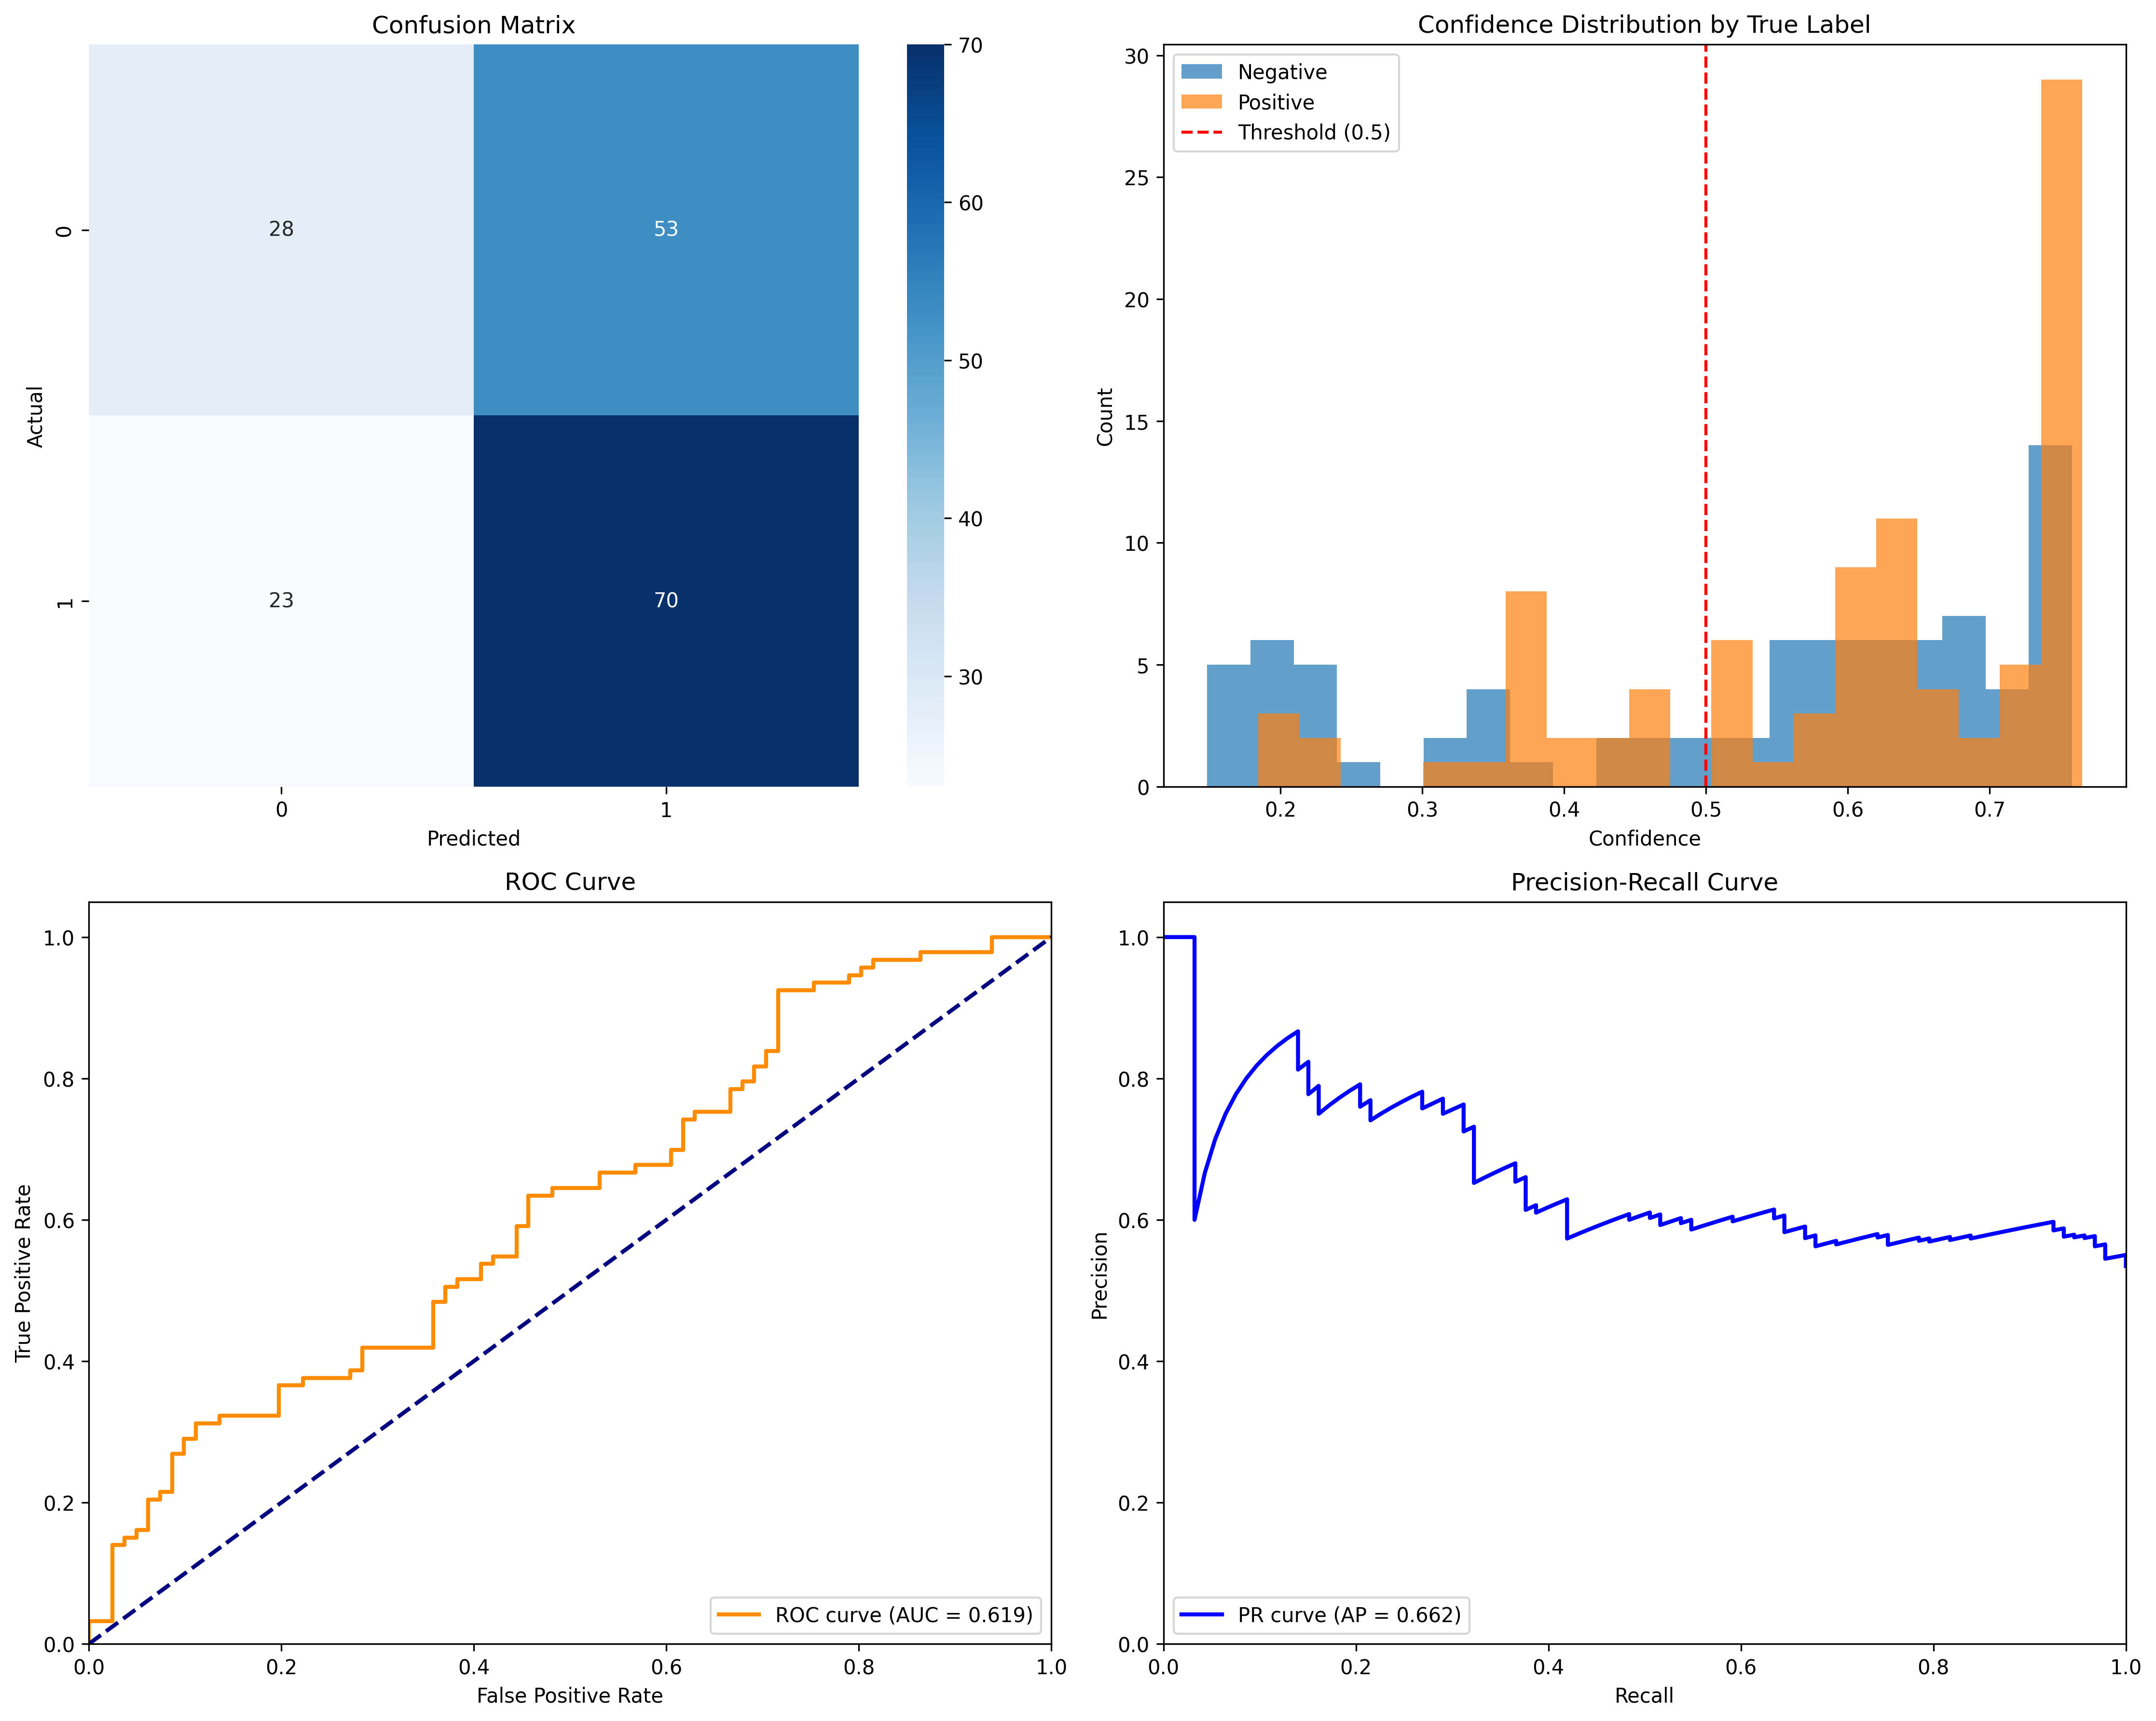 Confusion Matrix
28
53
23
70
0
1
0
1
Actual
Predicted
70
60
50
40
30
Confidence Distribution by True Label
Negative
Positive
Threshold (0.5)
30
25
20
15
10
5
0
Count
0.2
0.3
0.4
0.5
0.6
0.7
Confidence
ROC Curve
1.0
0.8
0.6
0.4
0.2
0.0
True Positive Rate
ROC curve (AUC = 0.619)
0.0
0.2
0.4
0.6
0.8
1.0
False Positive Rate
Precision-Recall Curve
1.0
0.8
0.6
0.4
0.2
0.0
Precision
PR curve (AP = 0.662)
0.0
0.2
0.4
0.6
0.8
1.0
Recall